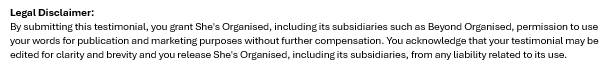 Legal Disclaimer:
By submitting this testimonial, you grant She's Organised, including its subsidiaries such as Beyond Organised, permission to use
your words for publication and marketing purposes without further compensation. You acknowledge that your testimonial may be
edited for clarity and brevity and you release She's Organised, including its subsidiaries, from any liability related to its use.